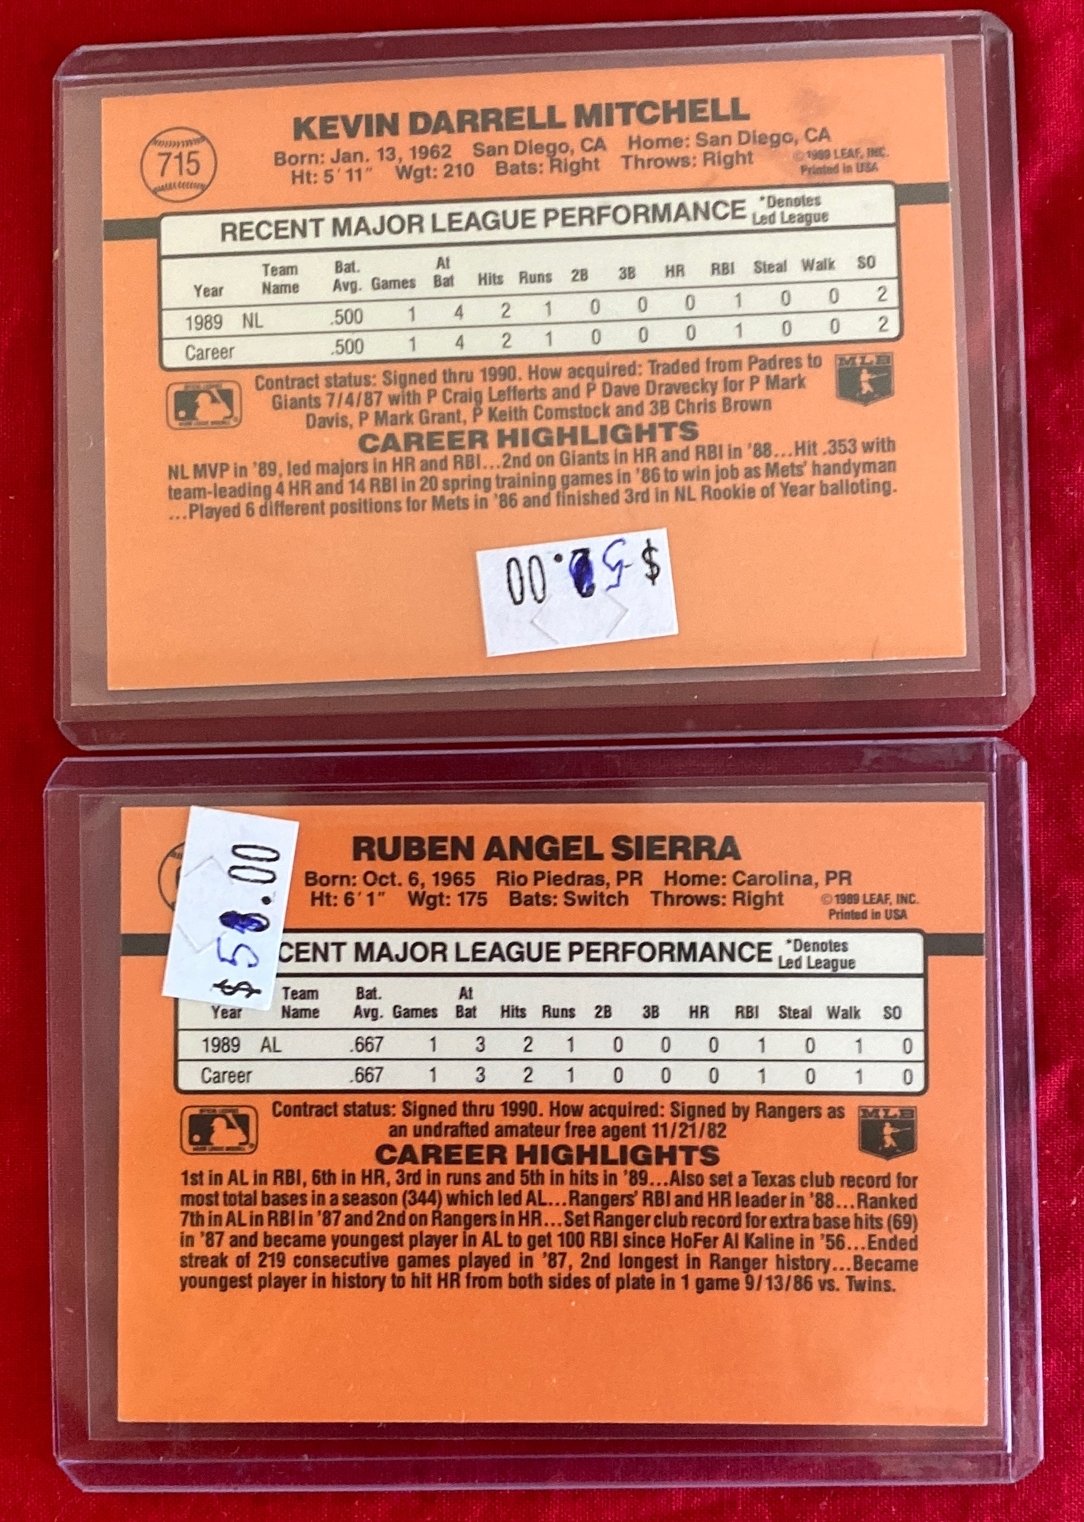 KEVIN DARRELL MITCHELL
715
Born: Jan. 13, 1962 San Diego, CA Home: San Diego, CA
Ht: 5'11" Wgt: 210 Bats: Right Throws: Right
©1989 LEAF, INC.
Printed in USA
RECENT MAJOR LEAGUE PERFORMANCE
*Denotes
Led League
Year Team Name Bat. Avg. Games At Bat Hits Runs 2B 3B HR RBI Steal Walk SO
1989 NL .500 1 4 2 1 0 0 0 1 0 0 2
Career .500 1 4 2 1 0 0 0 1 0 0 2
Contract status: Signed thru 1990. How acquired: Traded from Padres to
Giants 7/4/87 with P Craig Lefferts and P Dave Dravecky for P Mark
Davis, P Mark Grant, P Keith Comstock and 3B Chris Brown
MLB
CAREER HIGHLIGHTS
NL MVP in '89, led majors in HR and RBI...2nd on Giants in HR and RBI in '88...Hit .353 with
team-leading 4 HR and 14 RBI in 20 spring training games in '86 to win job as Mets' handyman
...Played 6 different positions for Mets in '86 and finished 3rd in NL Rookie of Year balloting.
$5 .00
RUBEN ANGEL SIERRA
Born: Oct. 6, 1965 Rio Piedras, PR Home: Carolina, PR
Ht: 6'1" Wgt: 175 Bats: Switch Throws: Right
©1989 LEAF, INC.
Printed in USA
$5 .00
CENT MAJOR LEAGUE PERFORMANCE
*Denotes
Led League
Year Team Name Bat. Avg. Games At Bat Hits Runs 2B 3B HR RBI Steal Walk SO
1989 AL .667 1 3 2 1 0 0 0 1 0 1 0
Career .667 1 3 2 1 0 0 0 1 0 1 0
Contract status: Signed thru 1990. How acquired: Signed by Rangers as
an undrafted amateur free agent 11/21/82
MLB
CAREER HIGHLIGHTS
1st in AL in RBI, 6th in HR, 3rd in runs and 5th in hits in '89...Also set a Texas club record for
most total bases in a season (344) which led AL...Rangers' RBI and HR leader in '88...Ranked
7th in AL in RBI in '87 and 2nd on Rangers in HR...Set Ranger club record for extra base hits (69)
in '87 and became youngest player in AL to get 100 RBI since HoFer Al Kaline in '56...Ended
streak of 219 consecutive games played in '87, 2nd longest in Ranger history...Became
youngest player in history to hit HR from both sides of plate in 1 game 9/13/86 vs. Twins.